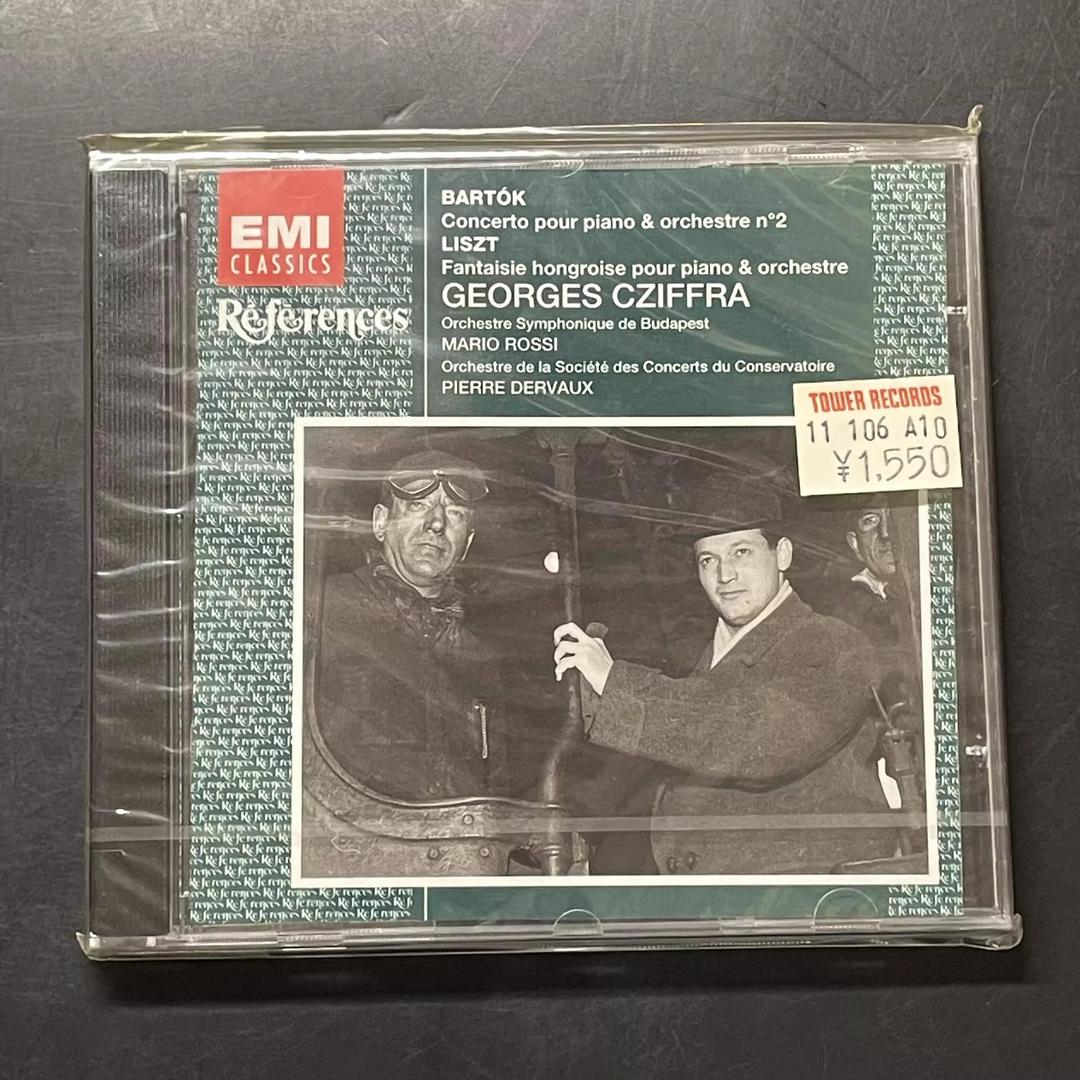 EMI
CLASSICS
Références
BARTÓK
Concerto pour piano & orchestre n°2
LISZT
Fantaisie hongroise pour piano & orchestre
GEORGES CZIFFRA
Orchestre Symphonique de Budapest
MARIO ROSSI
Orchestre de la Société des Concerts du Conservatoire
PIERRE DERVAUX
TOWER RECORDS
11 106 A10
¥1,550